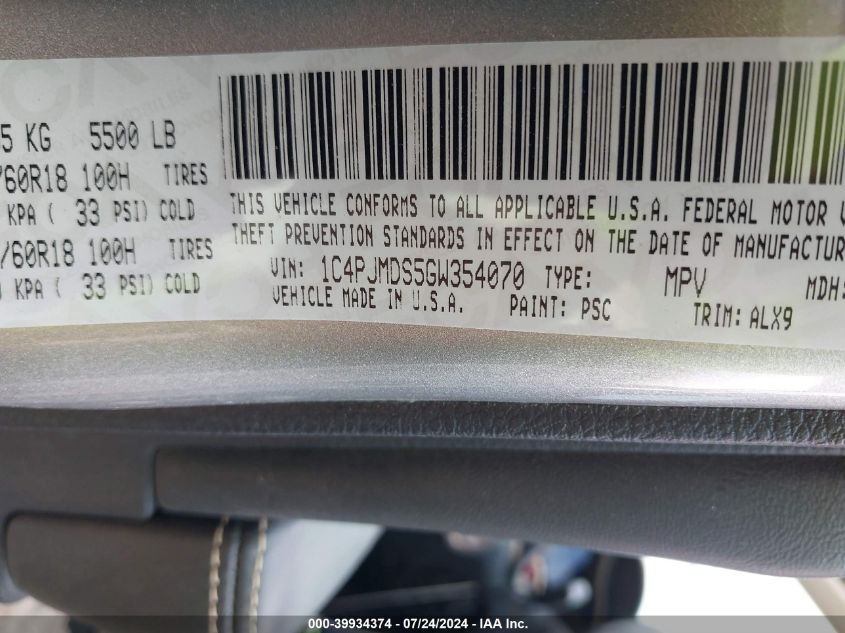 5 KG 5500 LB
/60R18 100H TIRES
KPA ( 33 PSI) COLD
/60R18 100H TIRES
KPA ( 33 PSI) COLD
THIS VEHICLE CONFORMS TO ALL APPLICABLE U.S.A. FEDERAL MOTOR
THEFT PREVENTION STANDARDS IN EFFECT ON THE DATE OF MANUFACTUR
VIN: 1C4PJMDS5GW354070 TYPE: MPV MDH:
VEHICLE MADE IN U.S.A. PAINT: PSC TRIM: ALX9
000-39934374 / 07/24/2024 - IAA Inc.